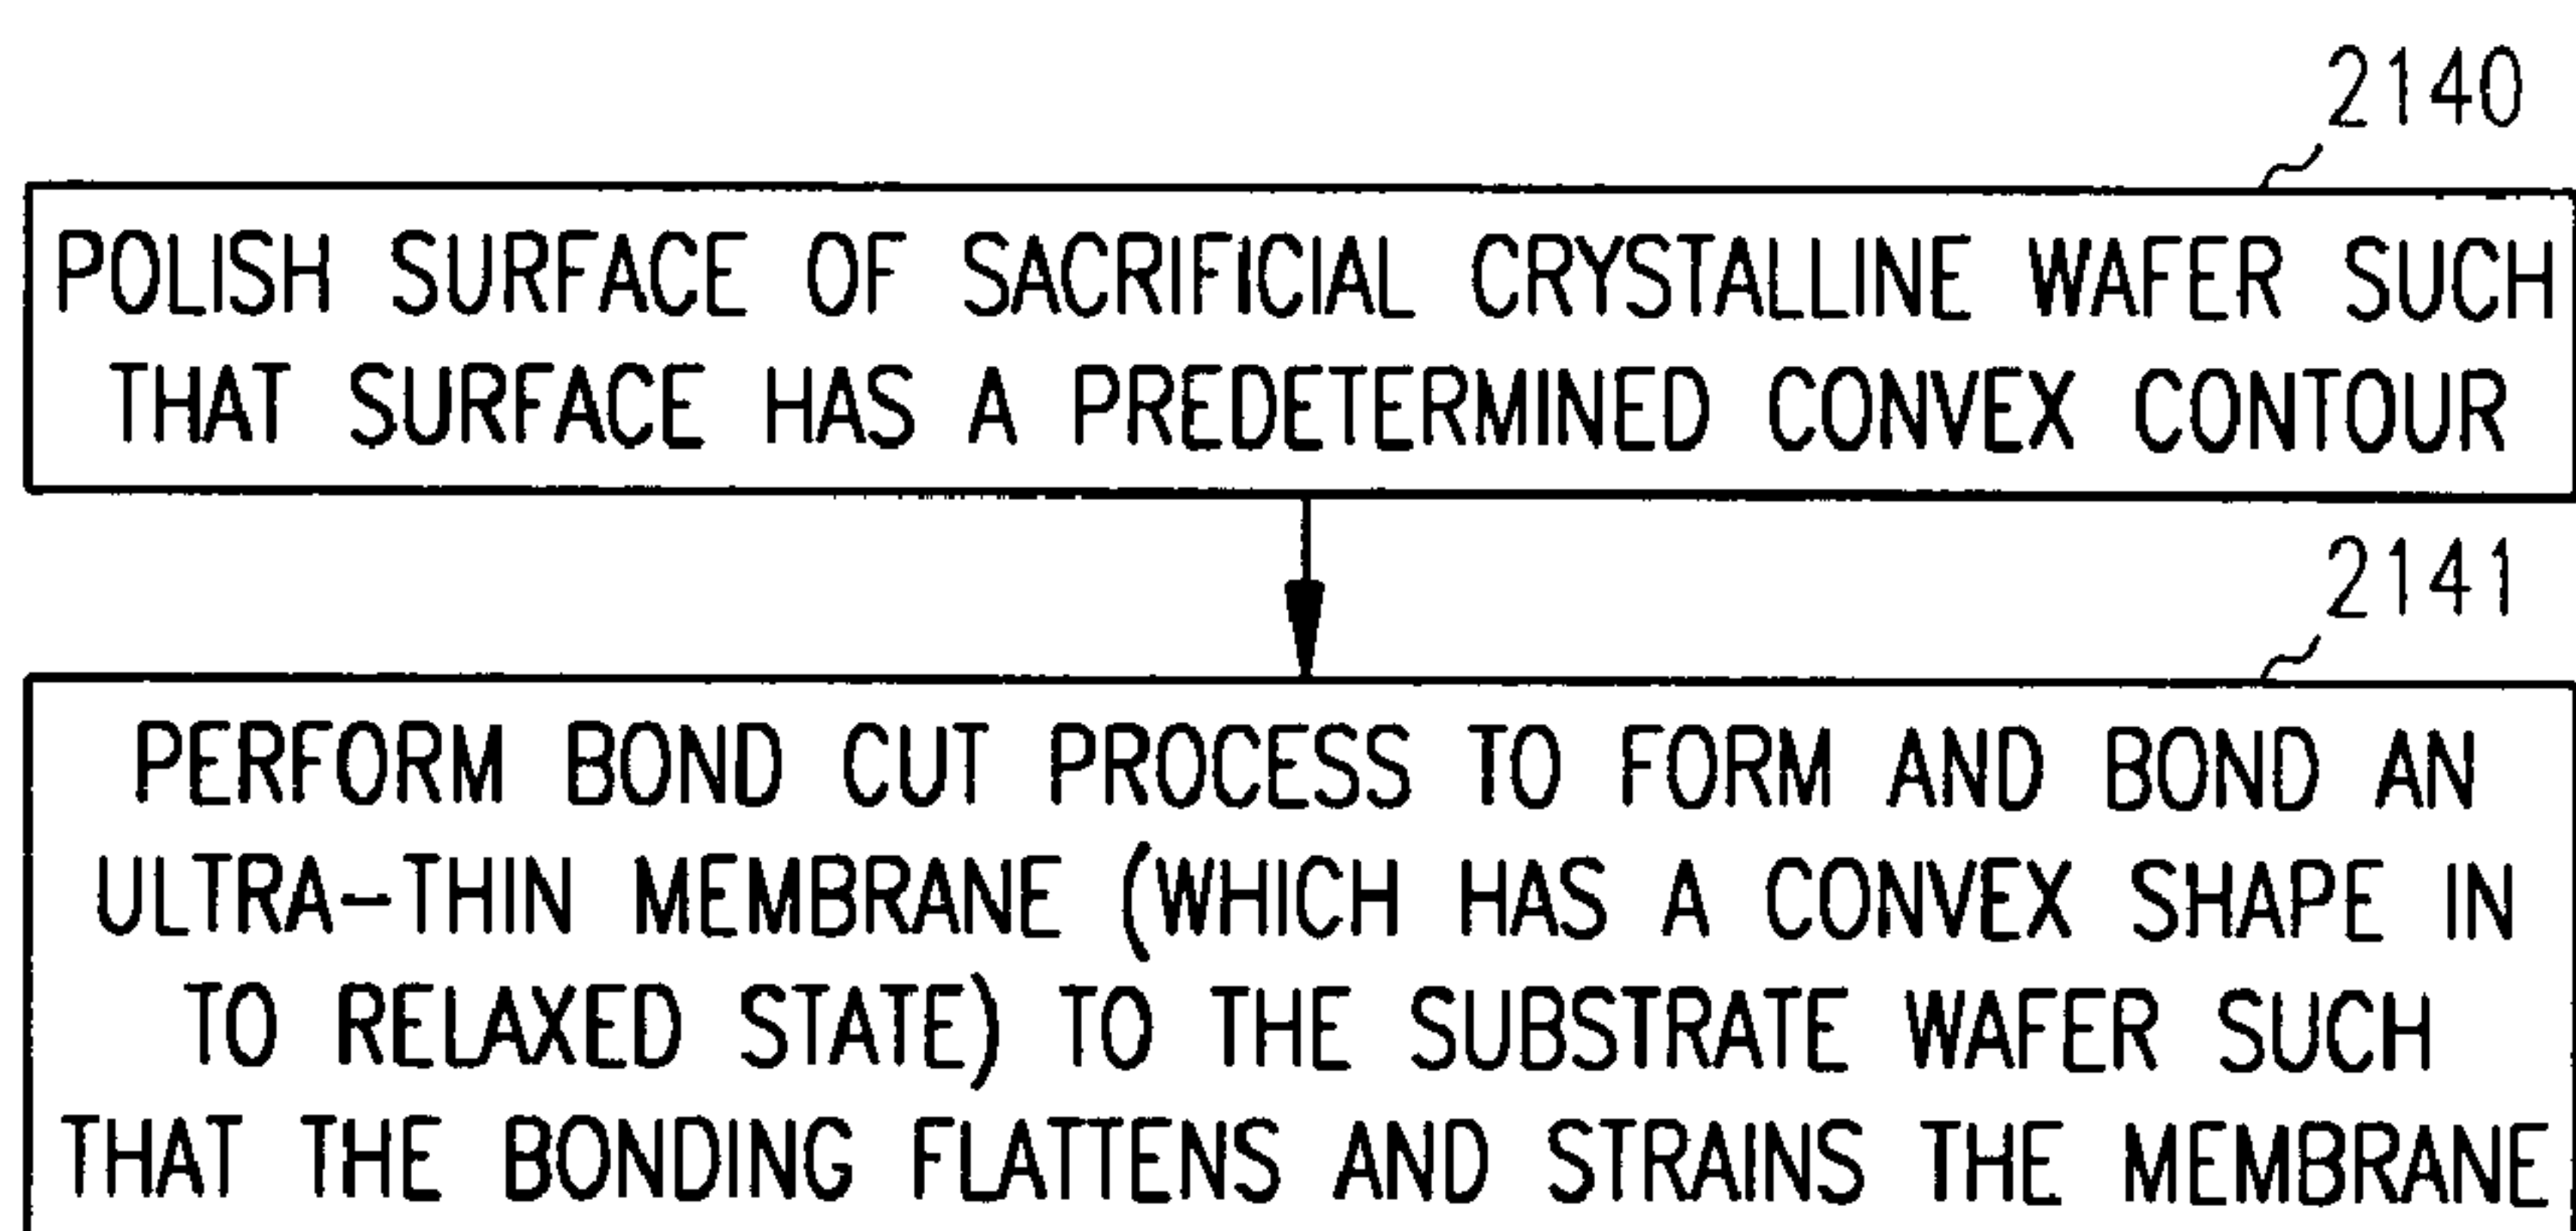 2140
POLISH SURFACE OF SACRIFICIAL CRYSTALLINE WAFER SUCH
THAT SURFACE HAS A PREDETERMINED CONVEX CONTOUR
2141
PERFORM BOND CUT PROCESS TO FORM AND BOND AN
ULTRA-THIN MEMBRANE (WHICH HAS A CONVEX SHAPE IN
TO RELAXED STATE) TO THE SUBSTRATE WAFER SUCH
THAT THE BONDING FLATTENS AND STRAINS THE MEMBRANE